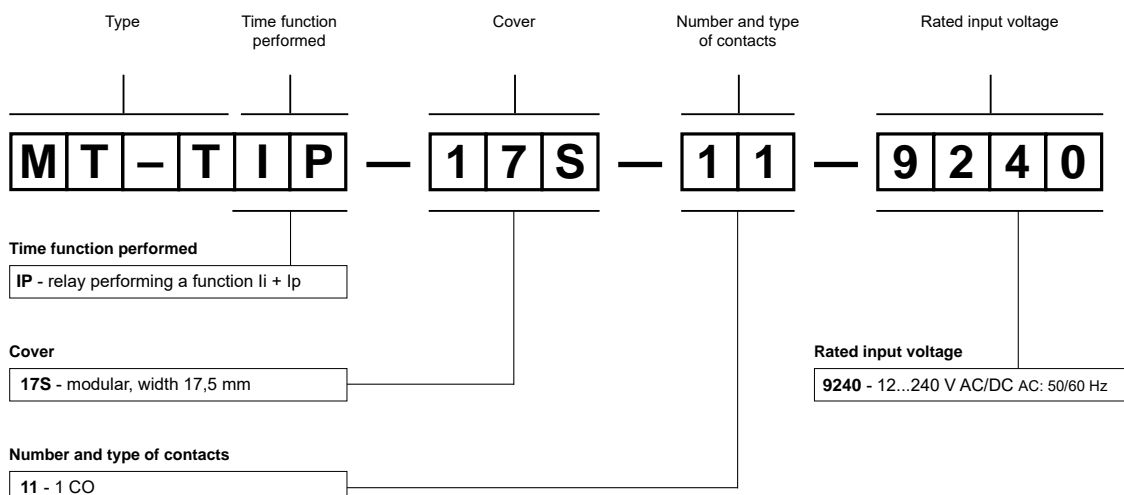 Type
Time function
performed
Cover
Number and type
of contacts
Rated input voltage
MT–TIP — 17S — 11 — 9240
Time function performed
IP - relay performing a function Ii + Ip
Cover
17S - modular, width 17,5 mm
Rated input voltage
9240 - 12...240 V AC/DC AC: 50/60 Hz
Number and type of contacts
11 - 1 CO